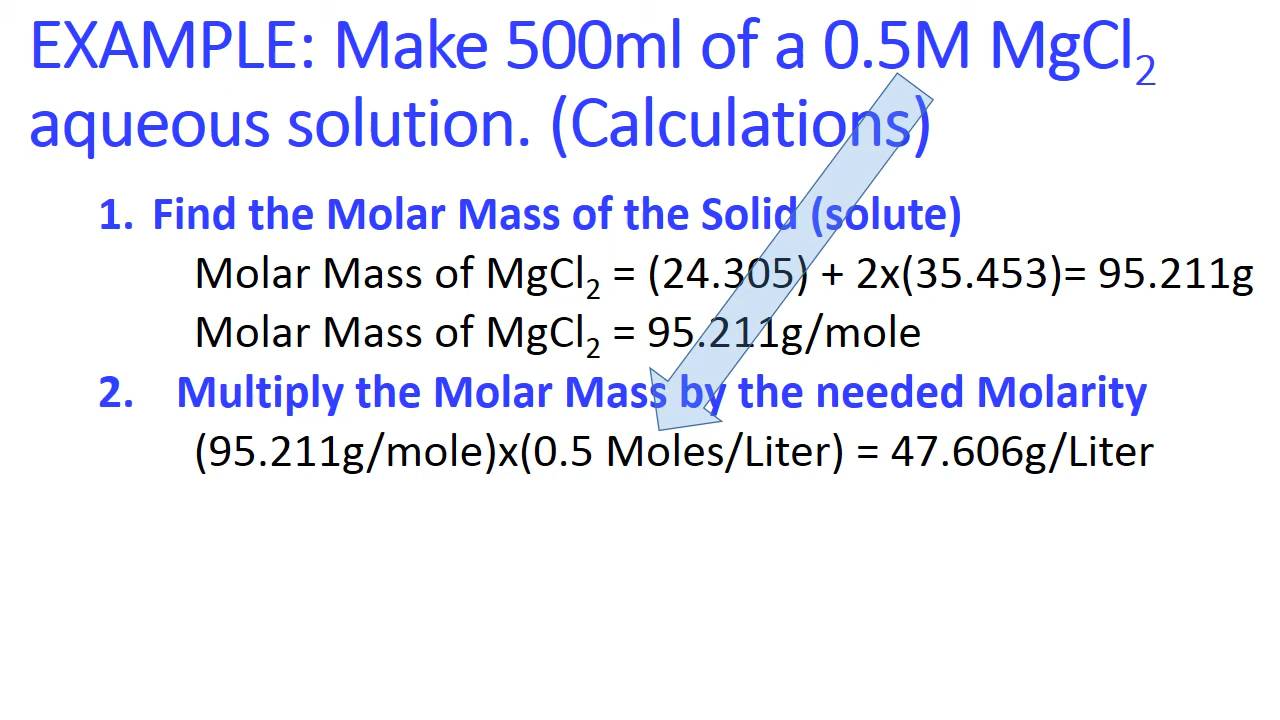 EXAMPLE: Make 500ml of a 0.5M MgCl₂
aqueous solution. (Calculations)
1. Find the Molar Mass of the Solid (solute)
Molar Mass of MgCl₂ = (24.305) + 2x(35.453)= 95.211g
Molar Mass of MgCl₂ = 95.211g/mole
2. Multiply the Molar Mass by the needed Molarity
(95.211g/mole)x(0.5 Moles/Liter) = 47.606g/Liter